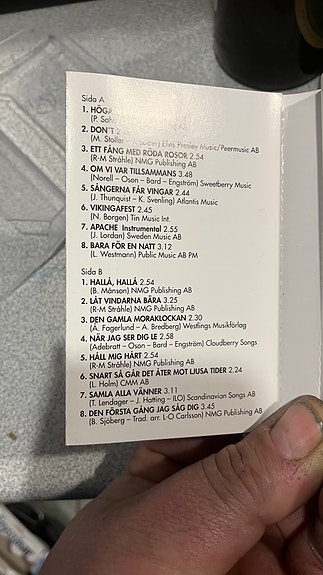 Sida A
1. HÖGA
(P. Sah
2. DON´T 2
(M. Stoller Elvis Presley Music/Peermusic AB
3. ETT FÅNG MED RÖDA ROSOR 2.54
(R-M Stråhle) NMG Publishing AB
4. OM VI VAR TILLSAMMANS 3.48
(Norell – Oson – Bard – Engström) Sweetberry Music
5. SÅNGERNA FÅR VINGAR 2.44
(J. Thunquist – K. Svenling) Atlantis Music
6. VIKINGAFEST 2.45
(N. Borgen) Tin Music Int.
7. APACHE Instrumental 2.55
(J. Lordan) Sweden Music AB
8. BARA FÖR EN NATT 3.12
(L. Westmann) Public Music AB PM
Sida B
1. HALLÅ, HALLÅ 2.54
(B. Månson) NMG Publishing AB
2. LÅT VINDARNA BÄRA 3.25
(R-M Stråhle) NMG Publishing AB
3. DEN GAMLA MORAKLOCKAN 2.30
(A. Fagerlund – A. Bredberg) Westlings Musikförlag
4. NÄR JAG SER DIG LE 2.58
(Adebratt – Oson – Bard – Engström) Cloudberry Songs
5. HÅLL MIG HÅRT 2.54
(R-M Stråhle) NMG Publishing AB
6. SNART SÅ GÅR DET ÅTER MOT LJUSA TIDER 2.24
(L. Holm) CMM AB
7. SAMLA ALLA VÄNNER 3.11
(T. Lendager – J. Hatting – ILO) Scandinavian Songs AB
8. DEN FÖRSTA GÅNG JAG SÅG DIG 3.45
(B. Sjöberg – Trad. arr. L-O Carlsson) NMG Publishing AB